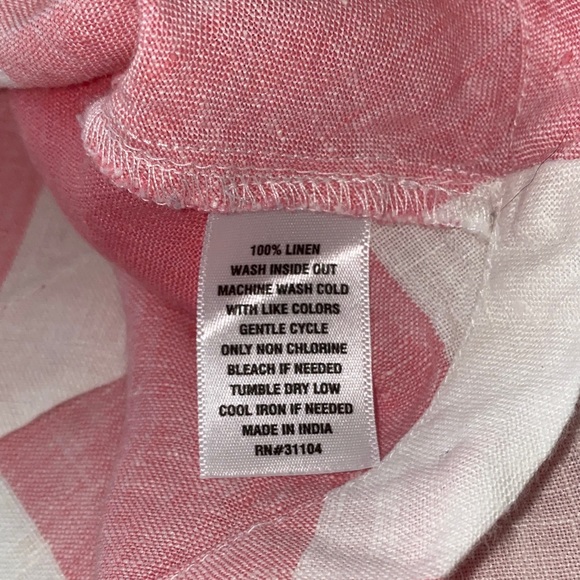 100% LINEN
WASH INSIDE OUT
MACHINE WASH COLD
WITH LIKE COLORS
GENTLE CYCLE
ONLY NON CHLORINE
BLEACH IF NEEDED
TUMBLE DRY LOW
COOL IRON IF NEEDED
MADE IN INDIA
RN#31104